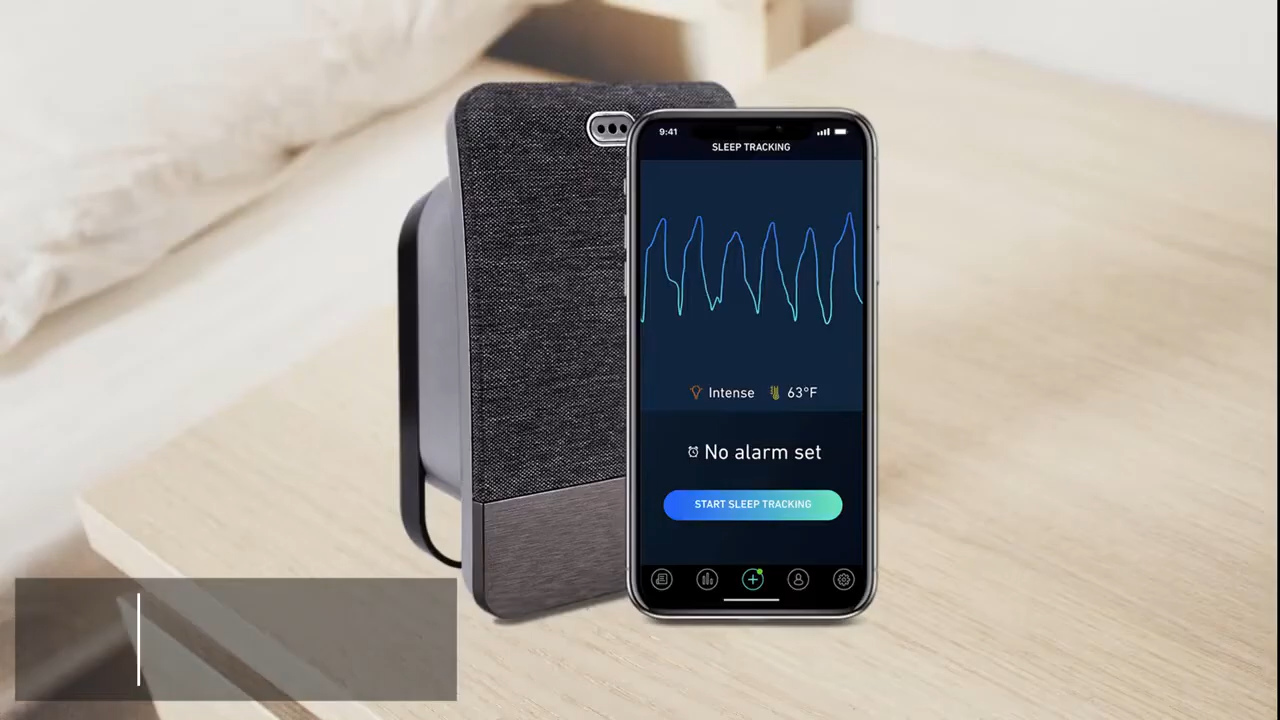 9:41
SLEEP TRACKING
Intense 63°F
No alarm set
START SLEEP TRACKING